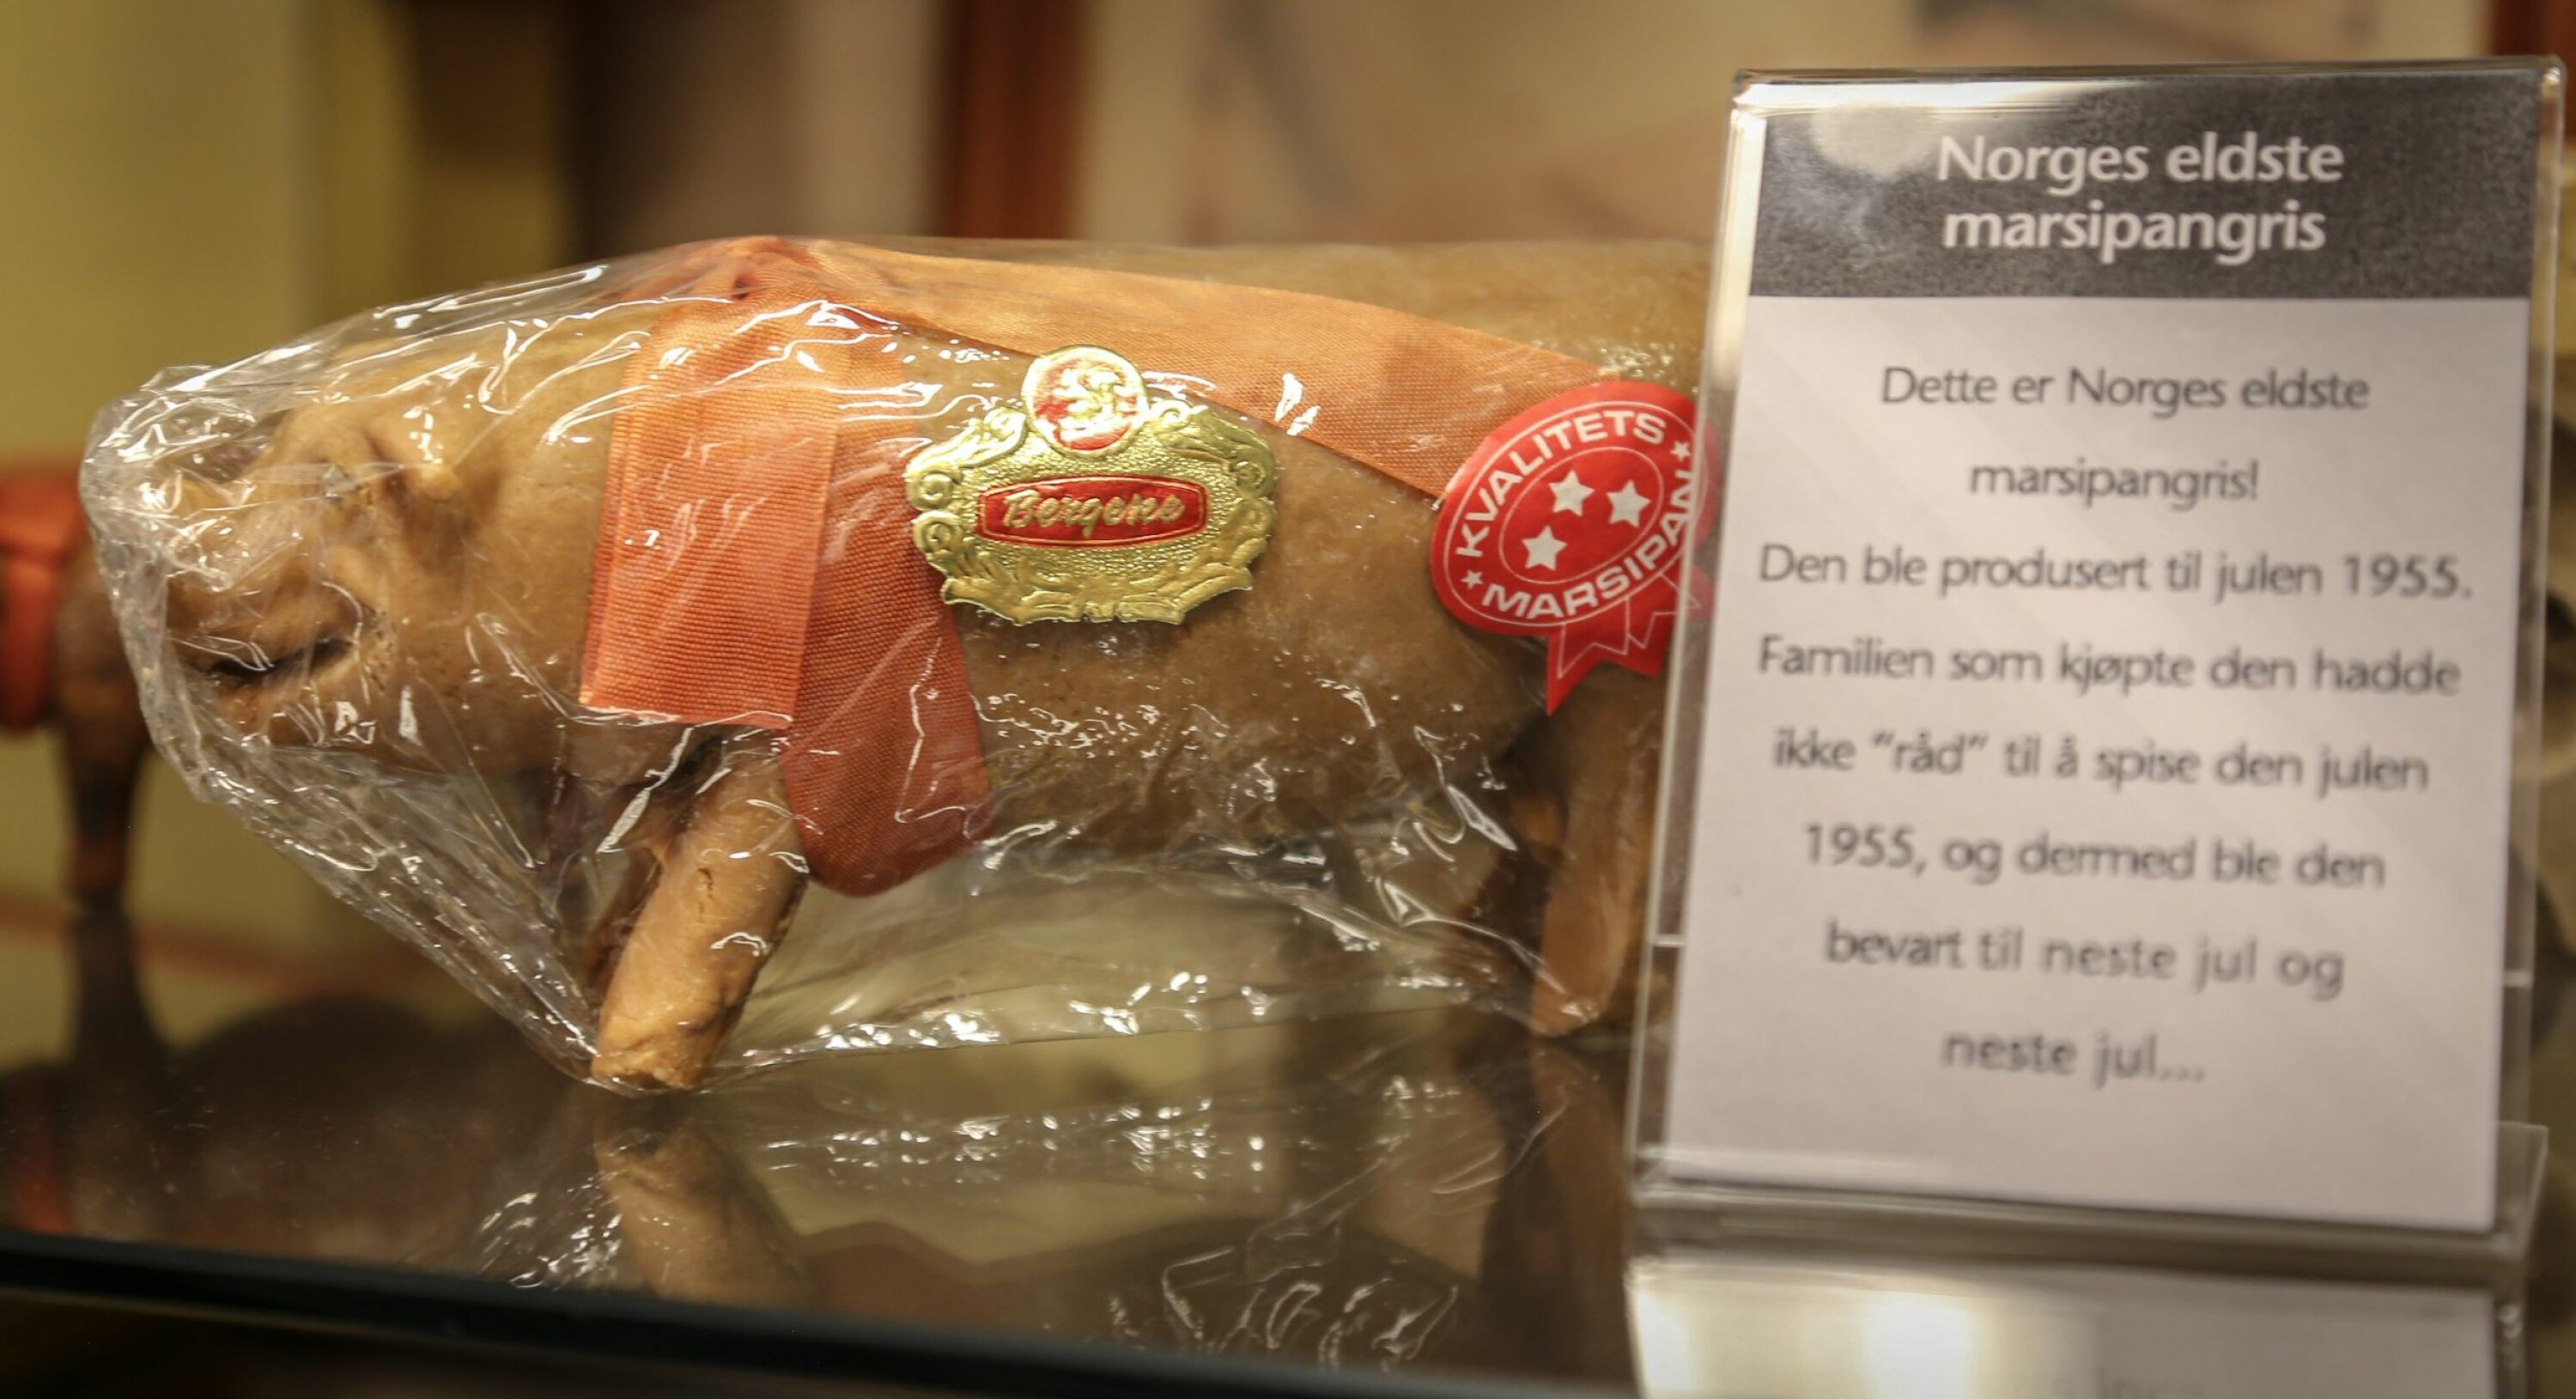 Bergene
KVALITETS
MARSIPAN
Norges eldste
marsipangris
Dette er Norges eldste
marsipangris!
Den ble produsert til julen 1955.
Familien som kjøpte den hadde
ikke "råd" til å spise den julen
1955, og dermed ble den
bevart til neste jul og
neste jul...